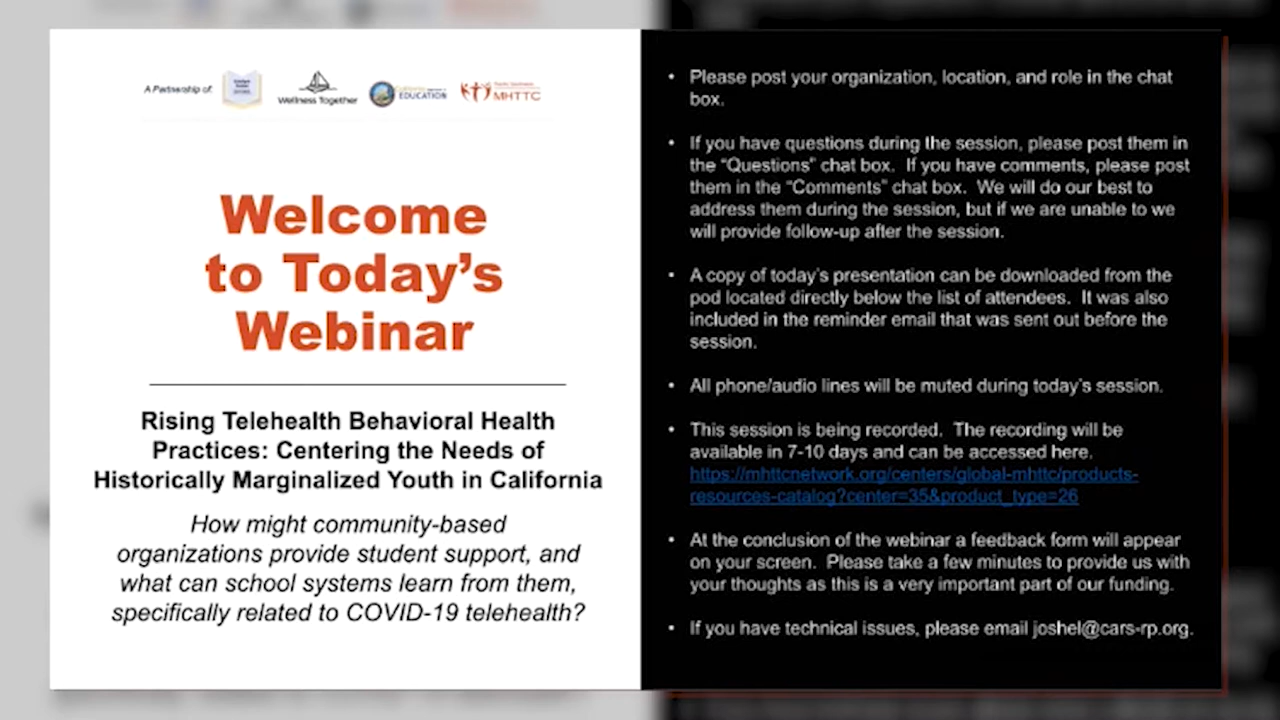 A Partnership of:
Wellness Together
EDUCATION
MHTTC
Welcome
to Today's
Webinar
Rising Telehealth Behavioral Health
Practices: Centering the Needs of
Historically Marginalized Youth in California
How might community-based
organizations provide student support, and
what can school systems learn from them,
specifically related to COVID-19 telehealth?
• Please post your organization, location, and role in the chat
box.
• If you have questions during the session, please post them in
the “Questions” chat box. If you have comments, please post
them in the “Comments” chat box. We will do our best to
address them during the session, but if we are unable to we
will provide follow-up after the session.
• A copy of today's presentation can be downloaded from the
pod located directly below the list of attendees. It was also
included in the reminder email that was sent out before the
session.
• All phone/audio lines will be muted during today's session.
• This session is being recorded. The recording will be
available in 7-10 days and can be accessed here.
https://mhttcnetwork.org/centers/global-mhttc/products-
resources-catalog?center=35&product_type=26
• At the conclusion of the webinar a feedback form will appear
on your screen. Please take a few minutes to provide us with
your thoughts as this is a very important part of our funding.
• If you have technical issues, please email joshel@cars-rp.org.